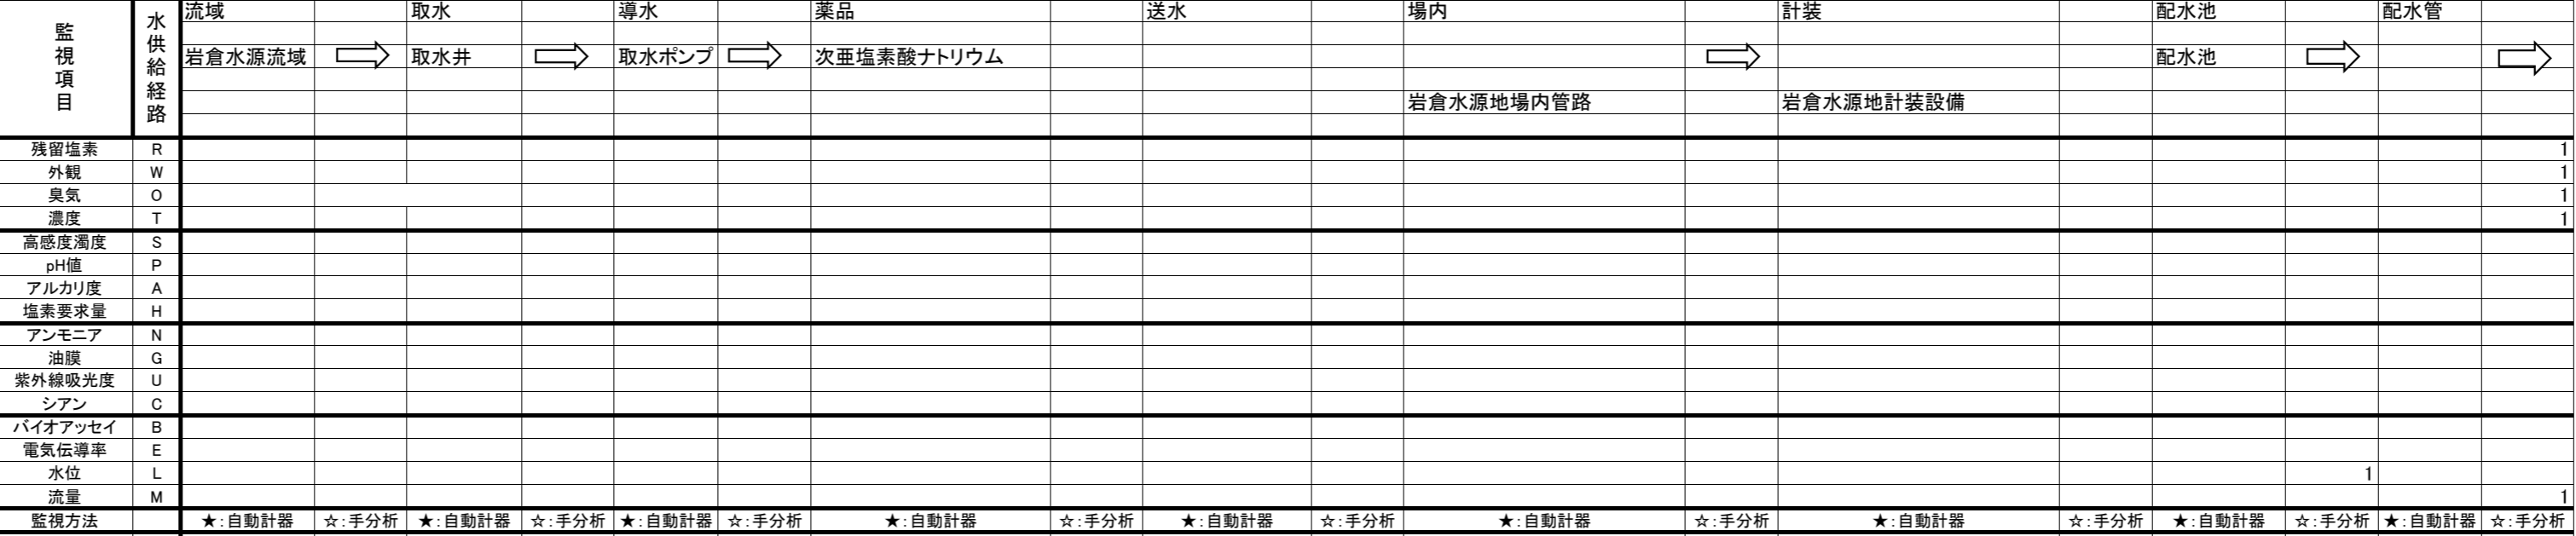 監視項目 水供給経路 流域 取水 導水 薬品 送水 場内 計装 配水池 配水管
岩倉水源流域 取水井 取水ポンプ 次亜塩素酸ナトリウム 配水池
岩倉水源地場内管路 岩倉水源地計装設備
残留塩素 R 1
外観 W 1
臭気 O 1
濃度 T 1
高感度濁度 S
pH値 P
アルカリ度 A
塩素要求量 H
アンモニア N
油膜 G
紫外線吸光度 U
シアン C
バイオアッセイ B
電気伝導率 E
水位 L 1
流量 M 1
監視方法 ★:自動計器 ☆:手分析 ★:自動計器 ☆:手分析 ★:自動計器 ☆:手分析 ★:自動計器 ☆:手分析 ★:自動計器 ☆:手分析 ★:自動計器 ☆:手分析 ★:自動計器 ☆:手分析 ★:自動計器 ☆:手分析 ★:自動計器 ☆:手分析